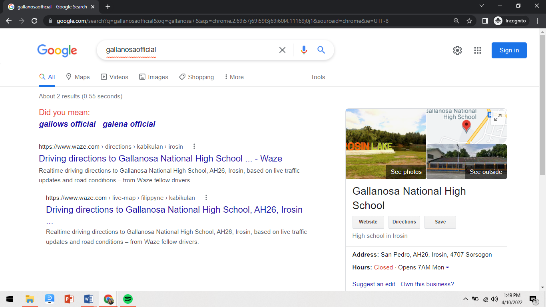 gallanosaofficial - Google Search
google.com/search?q=gallanosaofficial&oq=gallanosaofficial
Incognito
Google
gallanosaofficial
Sign in
All
Maps
Videos
Images
Shopping
More
Tools
About 2 results (0.55 seconds)
Did you mean:
gallows official galena official
https://www.waze.com › directions › kabikulan › Irosin
Driving directions to Gallanosa National High School ... - Waze
Realtime driving directions to Gallanosa National High School, AH26, Irosin, based on live traffic
updates and road conditions – from Waze fellow drivers.
https://www.waze.com › live-map › filipijne › kabikulan
Driving directions to Gallanosa National High School, AH26, Irosin
...
Realtime driving directions to Gallanosa National High School, AH26, Irosin, based on live traffic
updates and road conditions – from Waze fellow drivers.
Gallanosa National
High School
See photos
See outside
Gallanosa National High
School
Website
Directions
Save
High school in Irosin
Address: San Pedro, AH26, Irosin, 4707 Sorsogon
Hours: Closed · Opens 7AM Mon
Suggest an edit · Own this business?